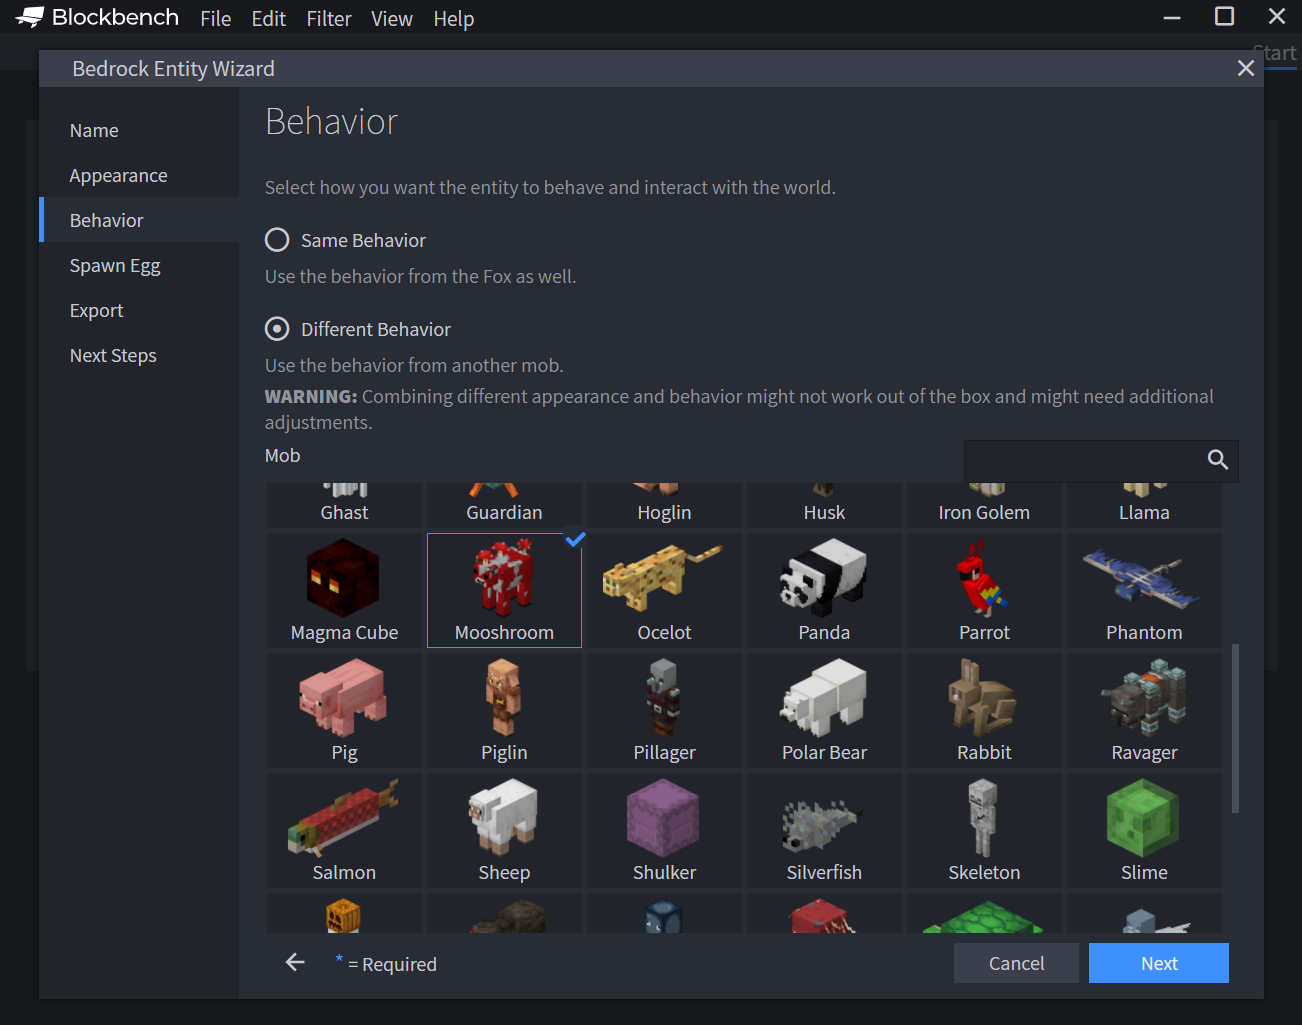 Blockbench File Edit Filter View Help
Start
Bedrock Entity Wizard
Name
Appearance
Behavior
Spawn Egg
Export
Next Steps
Behavior
Select how you want the entity to behave and interact with the world.
Same Behavior
Use the behavior from the Fox as well.
Different Behavior
Use the behavior from another mob.
WARNING: Combining different appearance and behavior might not work out of the box and might need additional
adjustments.
Mob
Ghast Guardian Hoglin Husk Iron Golem Llama
Magma Cube Mooshroom Ocelot Panda Parrot Phantom
Pig Piglin Pillager Polar Bear Rabbit Ravager
Salmon Sheep Shulker Silverfish Skeleton Slime
* = Required
Cancel Next